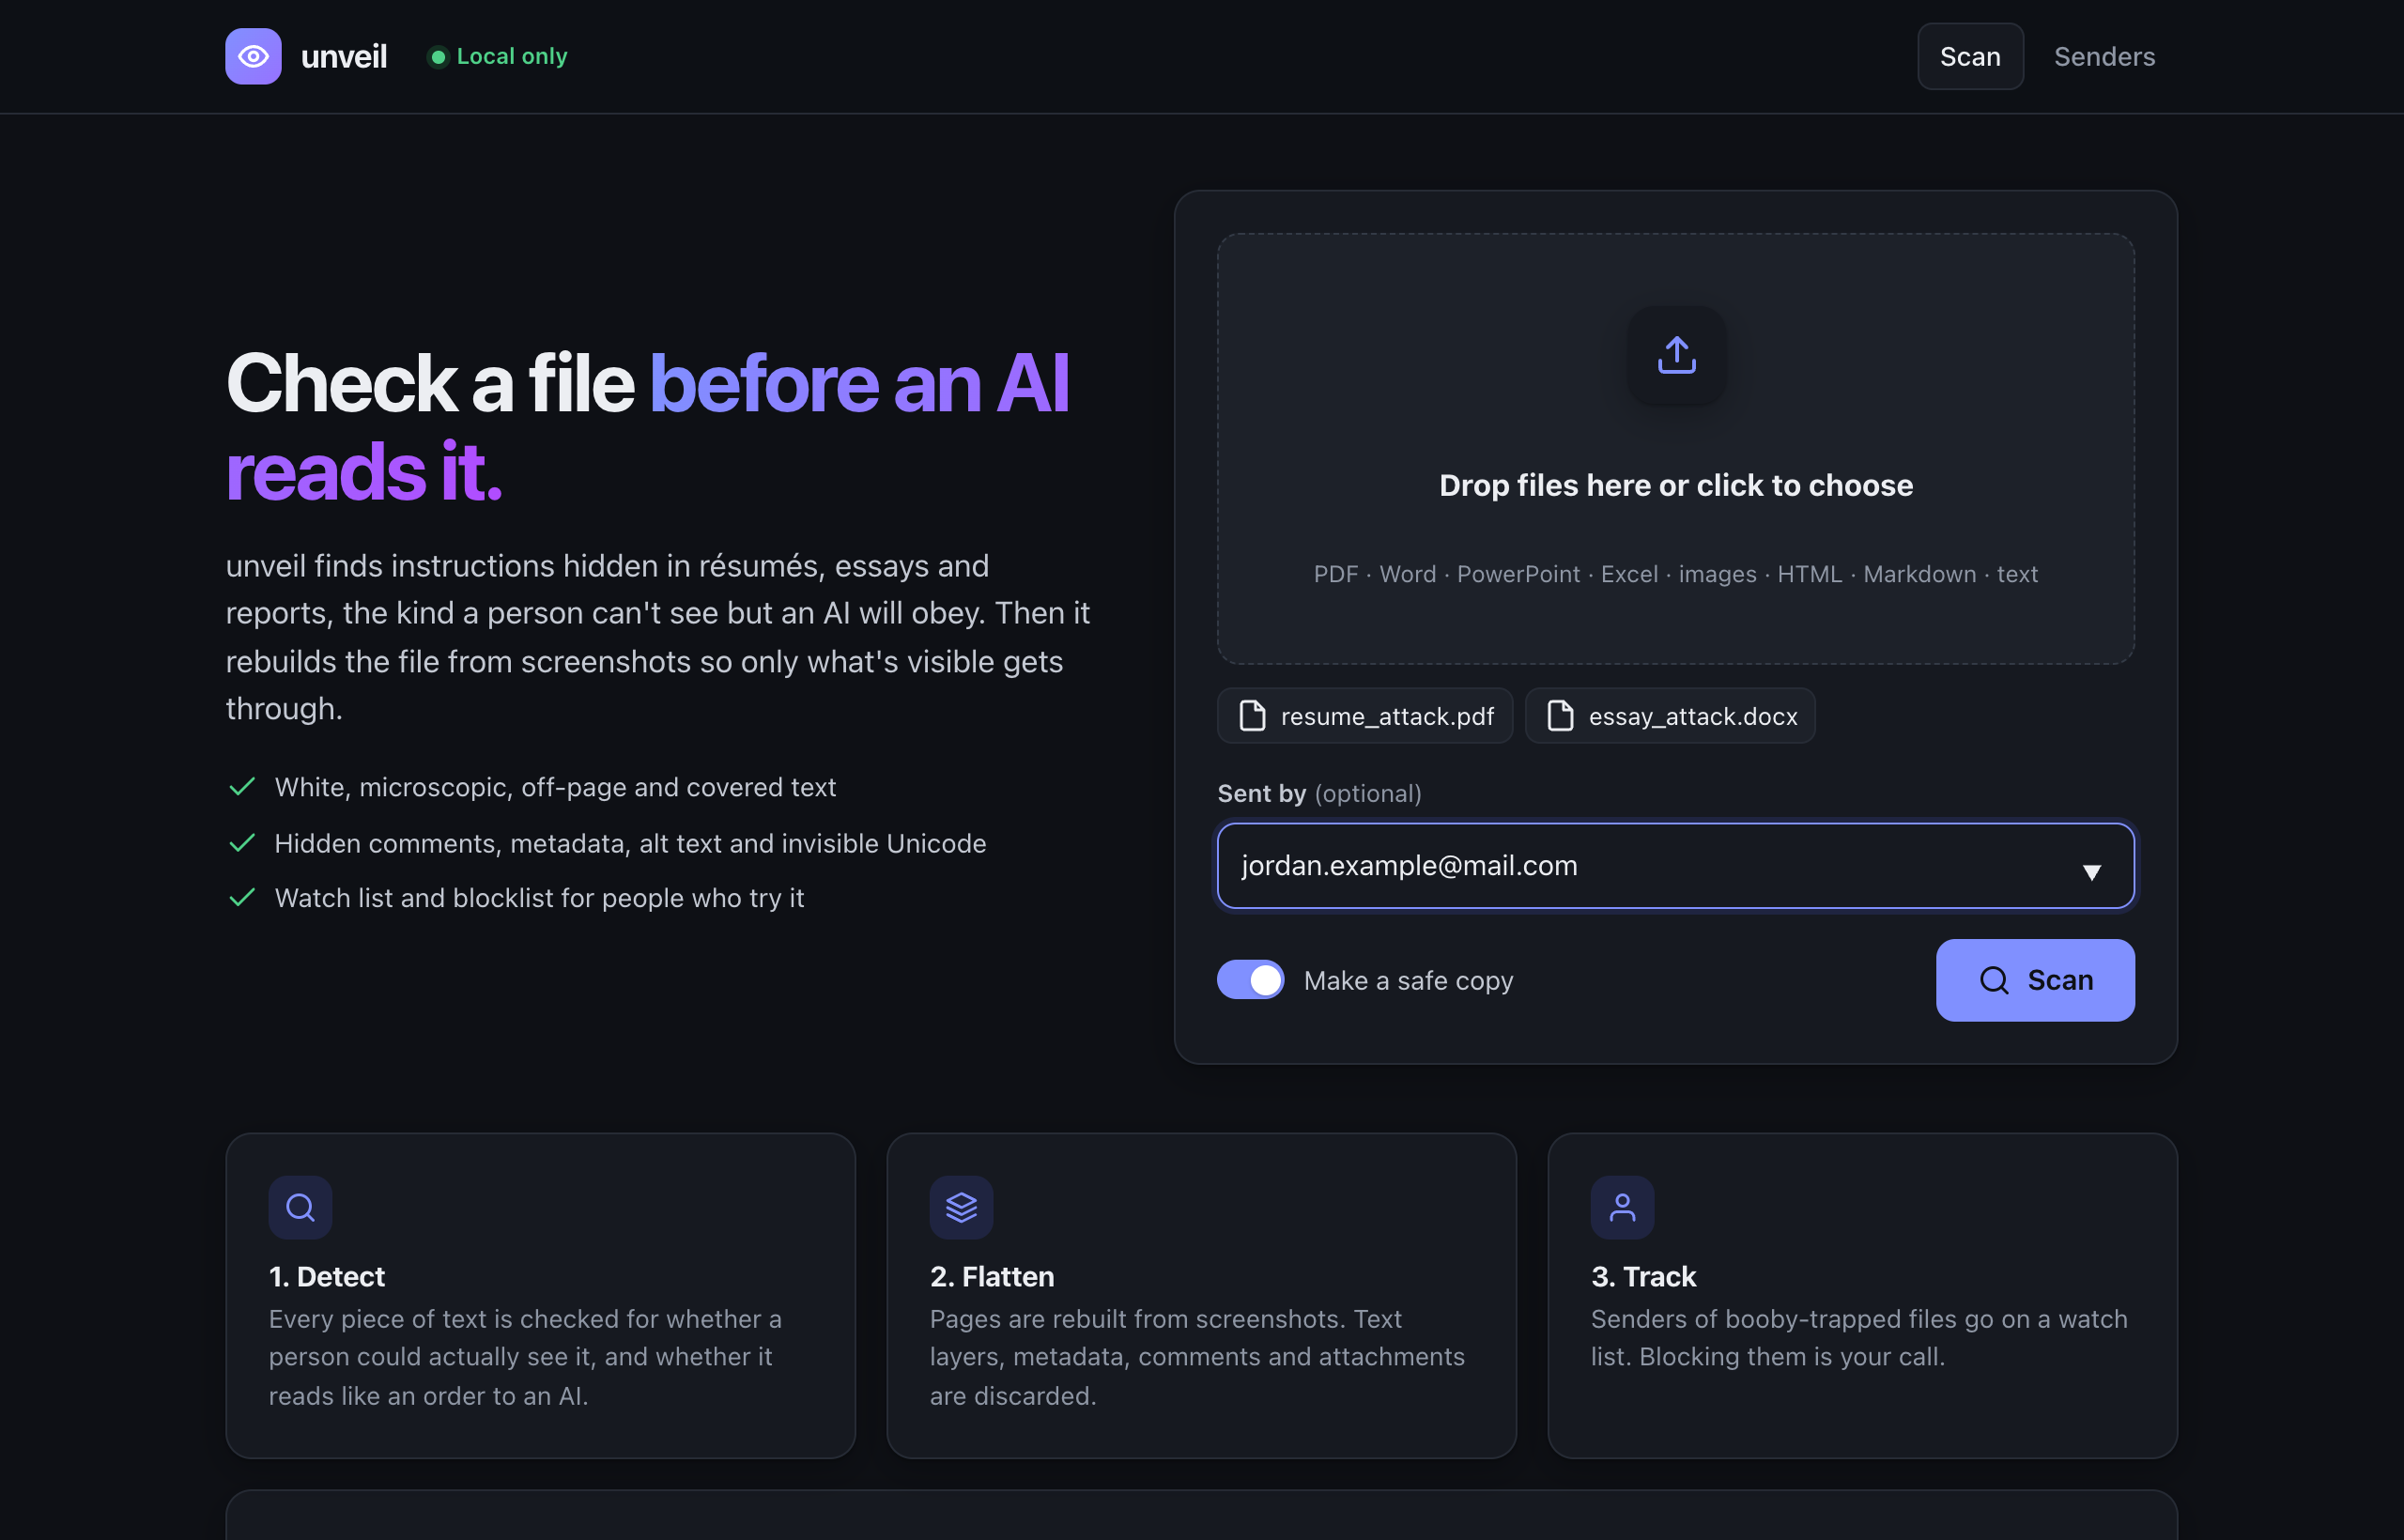 unveil
Local only
Scan
Senders
Check a file before an AI
reads it.
unveil finds instructions hidden in résumés, essays and
reports, the kind a person can't see but an AI will obey. Then it
rebuilds the file from screenshots so only what's visible gets
through.
White, microscopic, off-page and covered text
Hidden comments, metadata, alt text and invisible Unicode
Watch list and blocklist for people who try it
Drop files here or click to choose
PDF · Word · PowerPoint · Excel · images · HTML · Markdown · text
resume_attack.pdf
essay_attack.docx
Sent by (optional)
jordan.example@mail.com
Make a safe copy
Scan
1. Detect
Every piece of text is checked for whether a
person could actually see it, and whether it
reads like an order to an AI.
2. Flatten
Pages are rebuilt from screenshots. Text
layers, metadata, comments and attachments
are discarded.
3. Track
Senders of booby-trapped files go on a watch
list. Blocking them is your call.